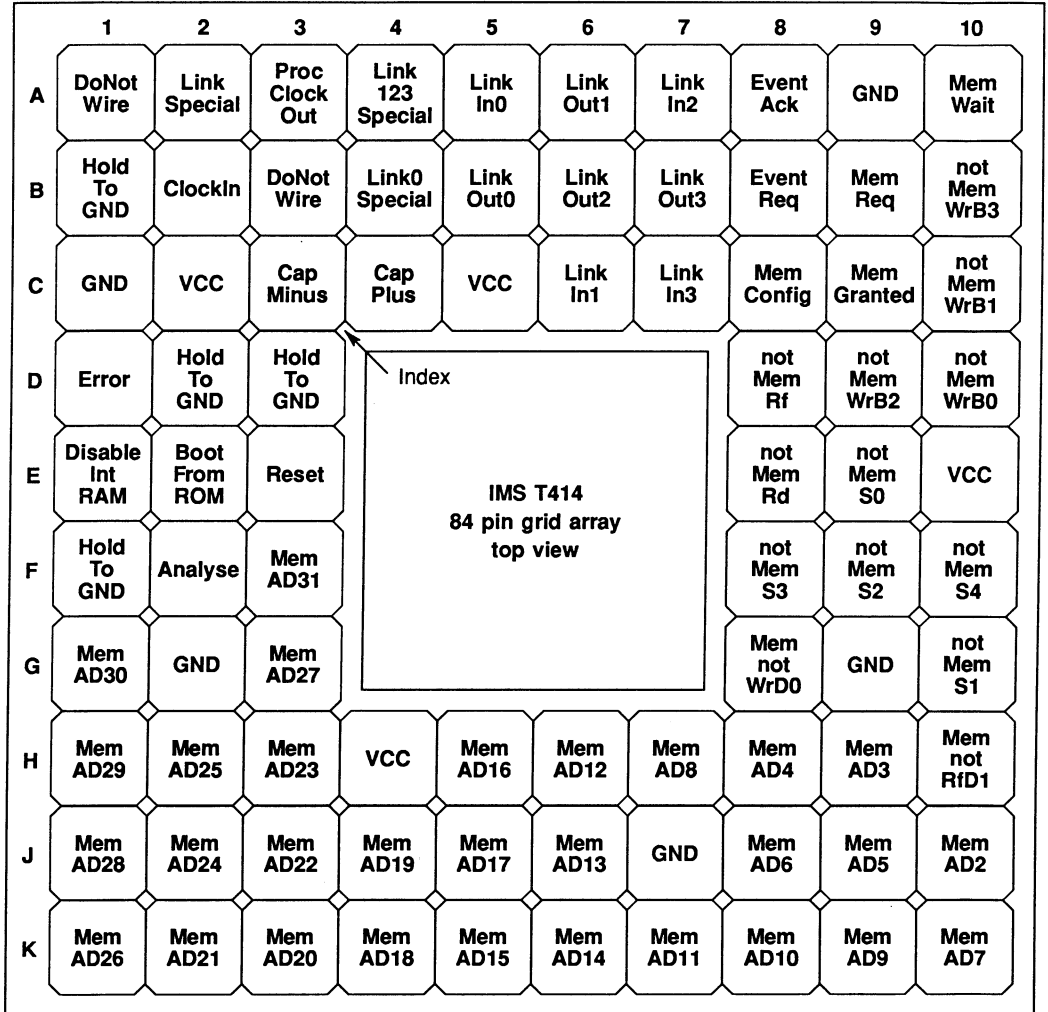 1 2 3 4 5 6 7 8 9 10
A
DoNot
Wire
Link
Special
Proc
Clock
Out
Link
123
Special
Link
In0
Link
Out1
Link
In2
Event
Ack
GND
Mem
Wait
B
Hold
To
GND
ClockIn
DoNot
Wire
Link0
Special
Link
Out0
Link
Out2
Link
Out3
Event
Req
Mem
Req
not
Mem
WrB3
C
GND
VCC
Cap
Minus
Cap
Plus
VCC
Link
In1
Link
In3
Mem
Config
Mem
Granted
not
Mem
WrB1
D
Error
Hold
To
GND
Hold
To
GND
Index
not
Mem
Rf
not
Mem
WrB2
not
Mem
WrB0
E
Disable
Int
RAM
Boot
From
ROM
Reset
IMS T414
84 pin grid array
top view
not
Mem
Rd
not
Mem
S0
VCC
F
Hold
To
GND
Analyse
Mem
AD31
not
Mem
S3
not
Mem
S2
not
Mem
S4
G
Mem
AD30
GND
Mem
AD27
Mem
not
WrD0
GND
not
Mem
S1
H
Mem
AD29
Mem
AD25
Mem
AD23
VCC
Mem
AD16
Mem
AD12
Mem
AD8
Mem
AD4
Mem
AD3
Mem
not
RfD1
J
Mem
AD28
Mem
AD24
Mem
AD22
Mem
AD19
Mem
AD17
Mem
AD13
GND
Mem
AD6
Mem
AD5
Mem
AD2
K
Mem
AD26
Mem
AD21
Mem
AD20
Mem
AD18
Mem
AD15
Mem
AD14
Mem
AD11
Mem
AD10
Mem
AD9
Mem
AD7